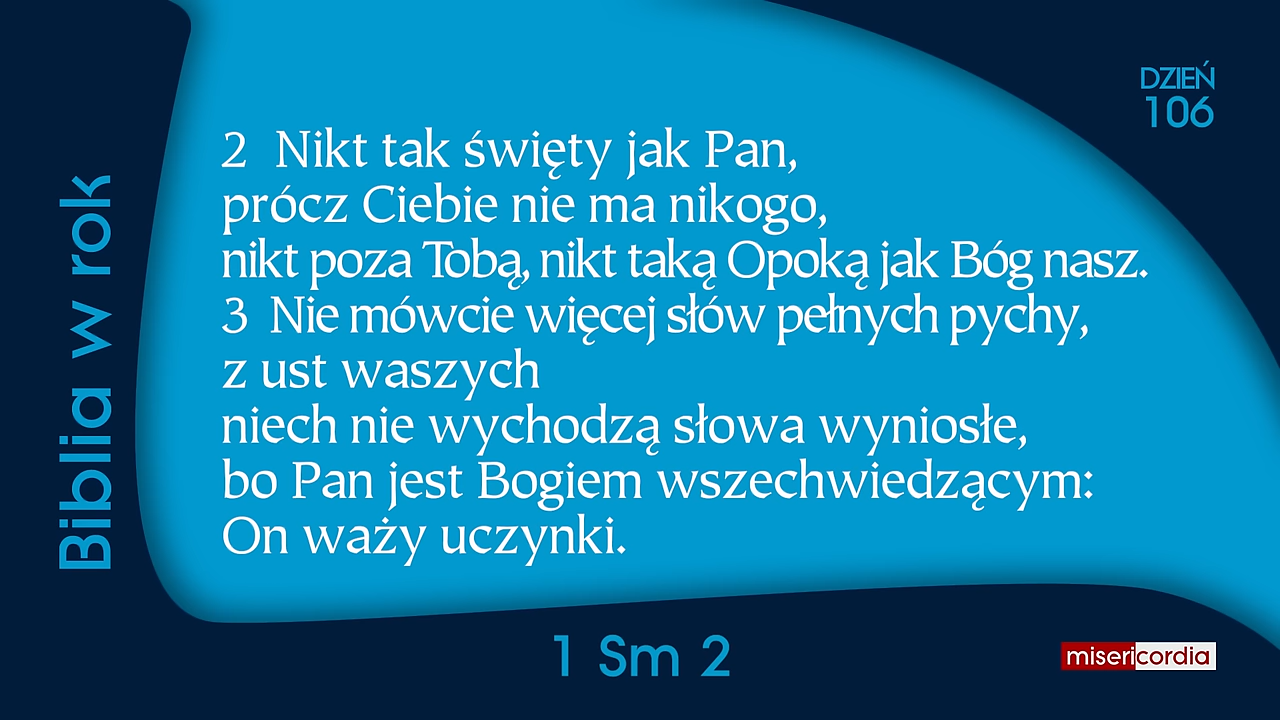 DZIEŃ
106
Biblia w rok
2 Nikt tak święty jak Pan,
prócz Ciebie nie ma nikogo,
nikt poza Tobą, nikt taką Opoką jak Bóg nasz.
3 Nie mówcie więcej słów pełnych pychy,
z ust waszych
niech nie wychodzą słowa wyniosłe,
bo Pan jest Bogiem wszechwiedzącym:
On waży uczynki.
1 Sm 2
misericordia